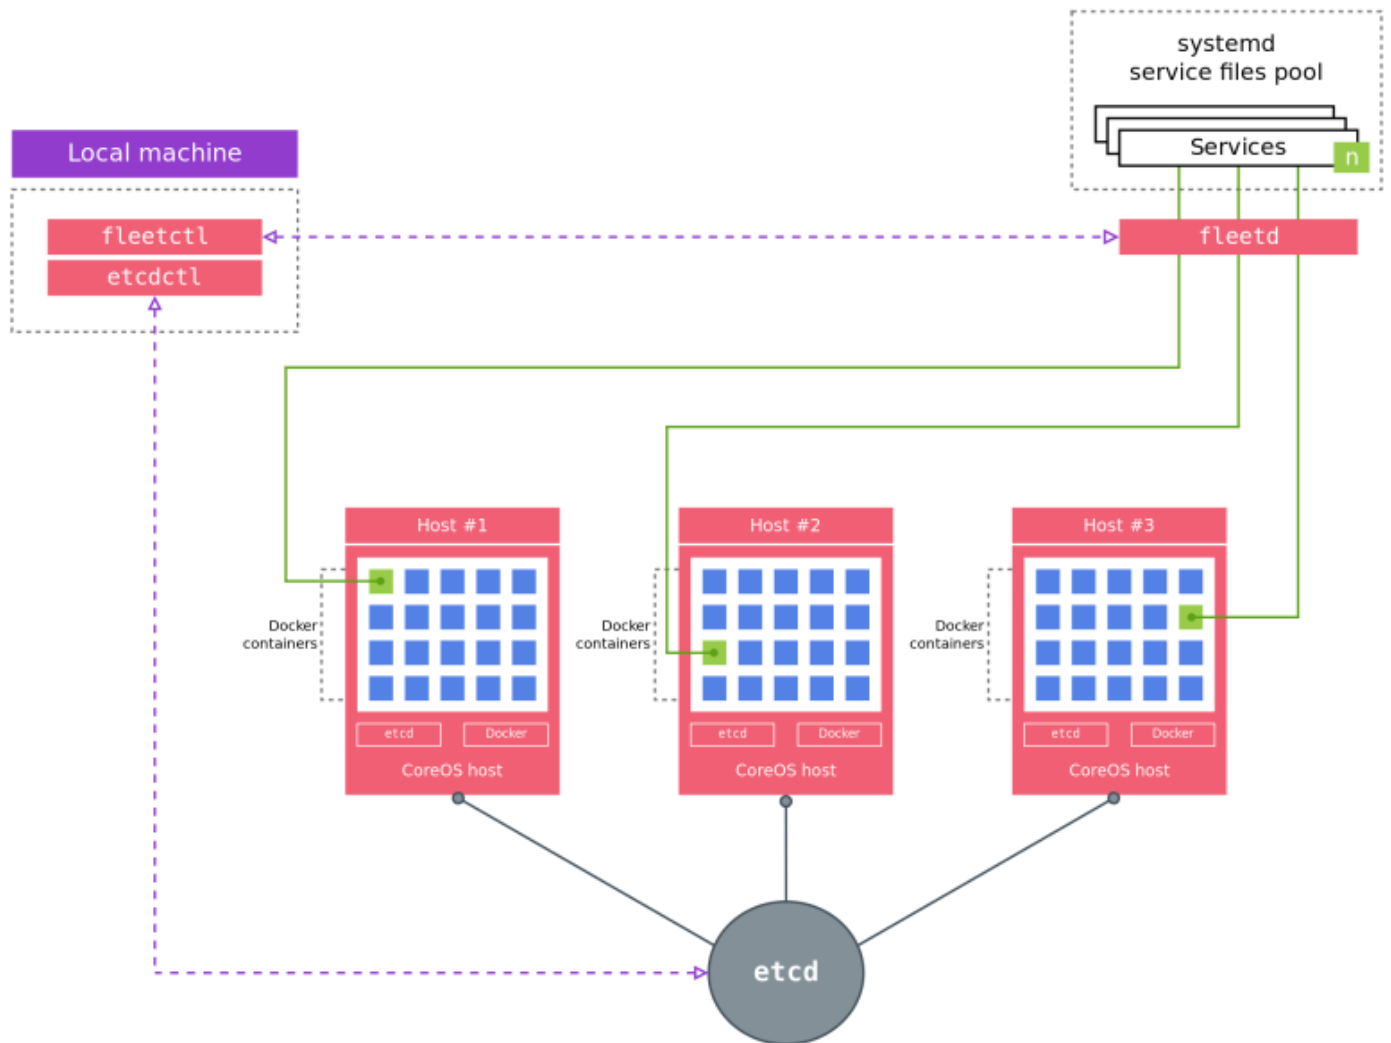 systemd
service files pool
Services
n
Local machine
fleetctl
etcdctl
fleetd
Host #1
Host #2
Host #3
Docker
containers
Docker
containers
Docker
containers
etcd
Docker
etcd
Docker
etcd
Docker
CoreOS host
CoreOS host
CoreOS host
etcd